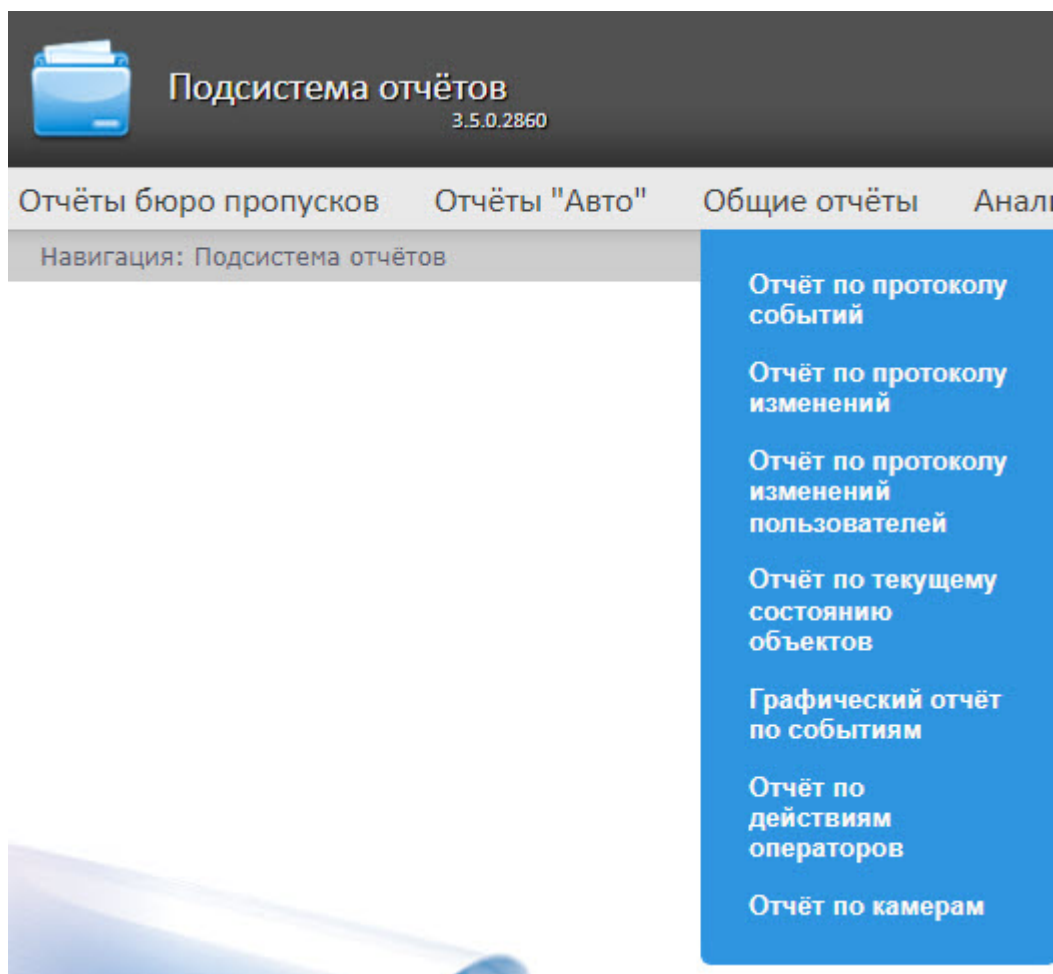 Подсистема отчётов
3.5.0.2860
Отчёты бюро пропусков Отчёты "Авто" Общие отчёты
Навигация: Подсистема отчётов
Отчёт по протоколу
событий
Отчёт по протоколу
изменений
Отчёт по протоколу
изменений
пользователей
Отчёт по текущему
состоянию
объектов
Графический отчёт
по событиям
Отчёт по
действиям
операторов
Отчёт по камерам